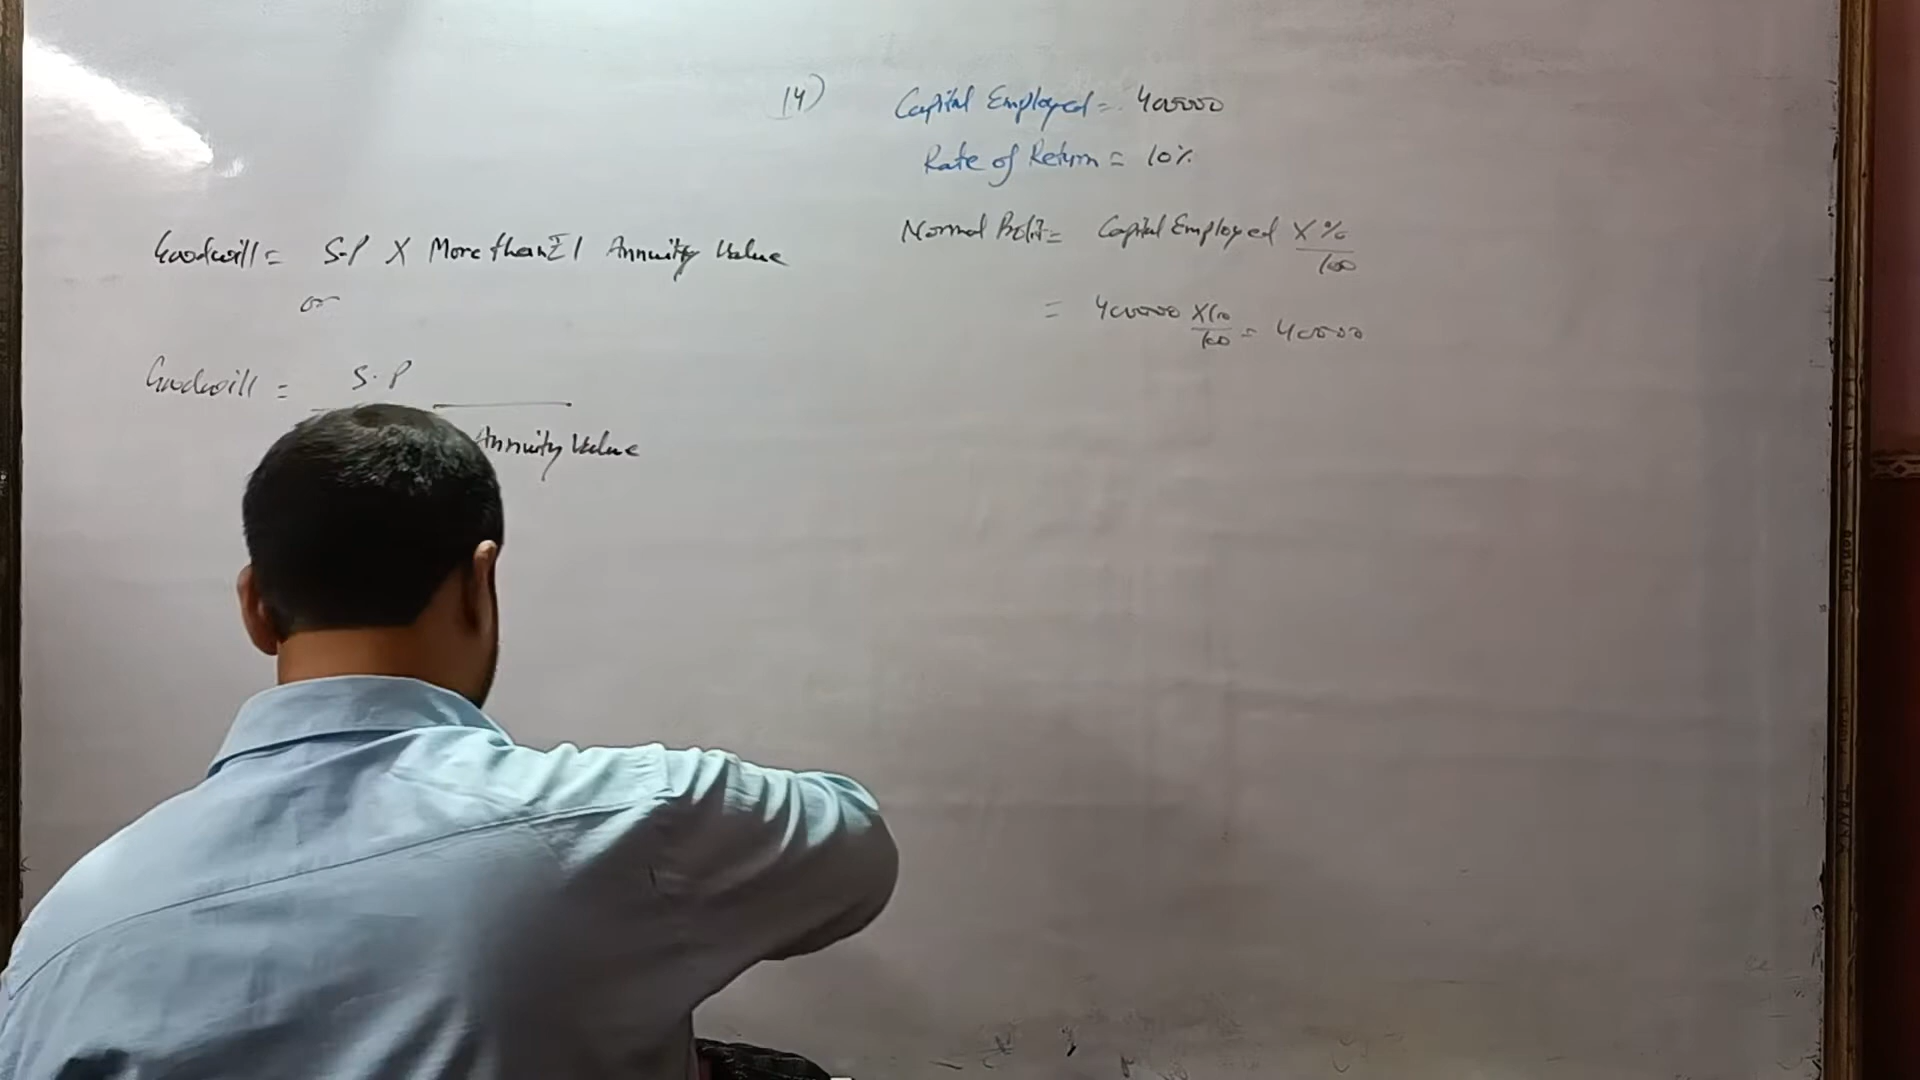 14)
Capital Employed = 400000
Rate of Return = 10%
Normal Profit = Capital Employed X %
100
= 400000 X 10
100 = 40000
Goodwill = S.P X More than ₹1 Annuity Value
or
Goodwill = S.P
Annuity Value